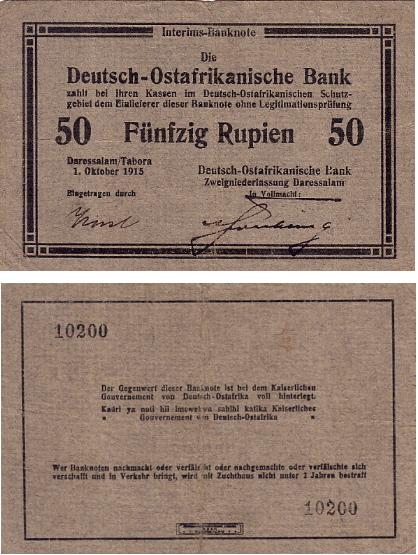 Interims-Banknote
Die
Deutsch-Ostafrikanische Bank
zahlt bei ihren Kassen im Deutsch-Ostafrikanischen Schutz-
gebiet dem Einlieferer dieser Banknote ohne Legitimationsprüfung
50 Fünfzig Rupien 50
Daressalam/Tabora
1. Oktober 1915
Deutsch-Ostafrikanische Bank
Zweigniederlassung Daressalam
Eingetragen durch
In Vollmacht:
10200
Der Gegenwert dieser Banknote ist bei dem Kaiserlichen
Gouvernement von Deutsch-Ostafrika voll hinterlegt.
Kadri ya noti hii imewekwa sahihi katika Kaiserliches
" Gouvernement von Deutsch-Ostafrika "
Wer Banknoten nachmacht oder verfälscht oder nachgemachte oder verfälschte sich
verschafft und in Verkehr bringt, wird mit Zuchthaus nicht unter 2 Jahren bestraft
10200